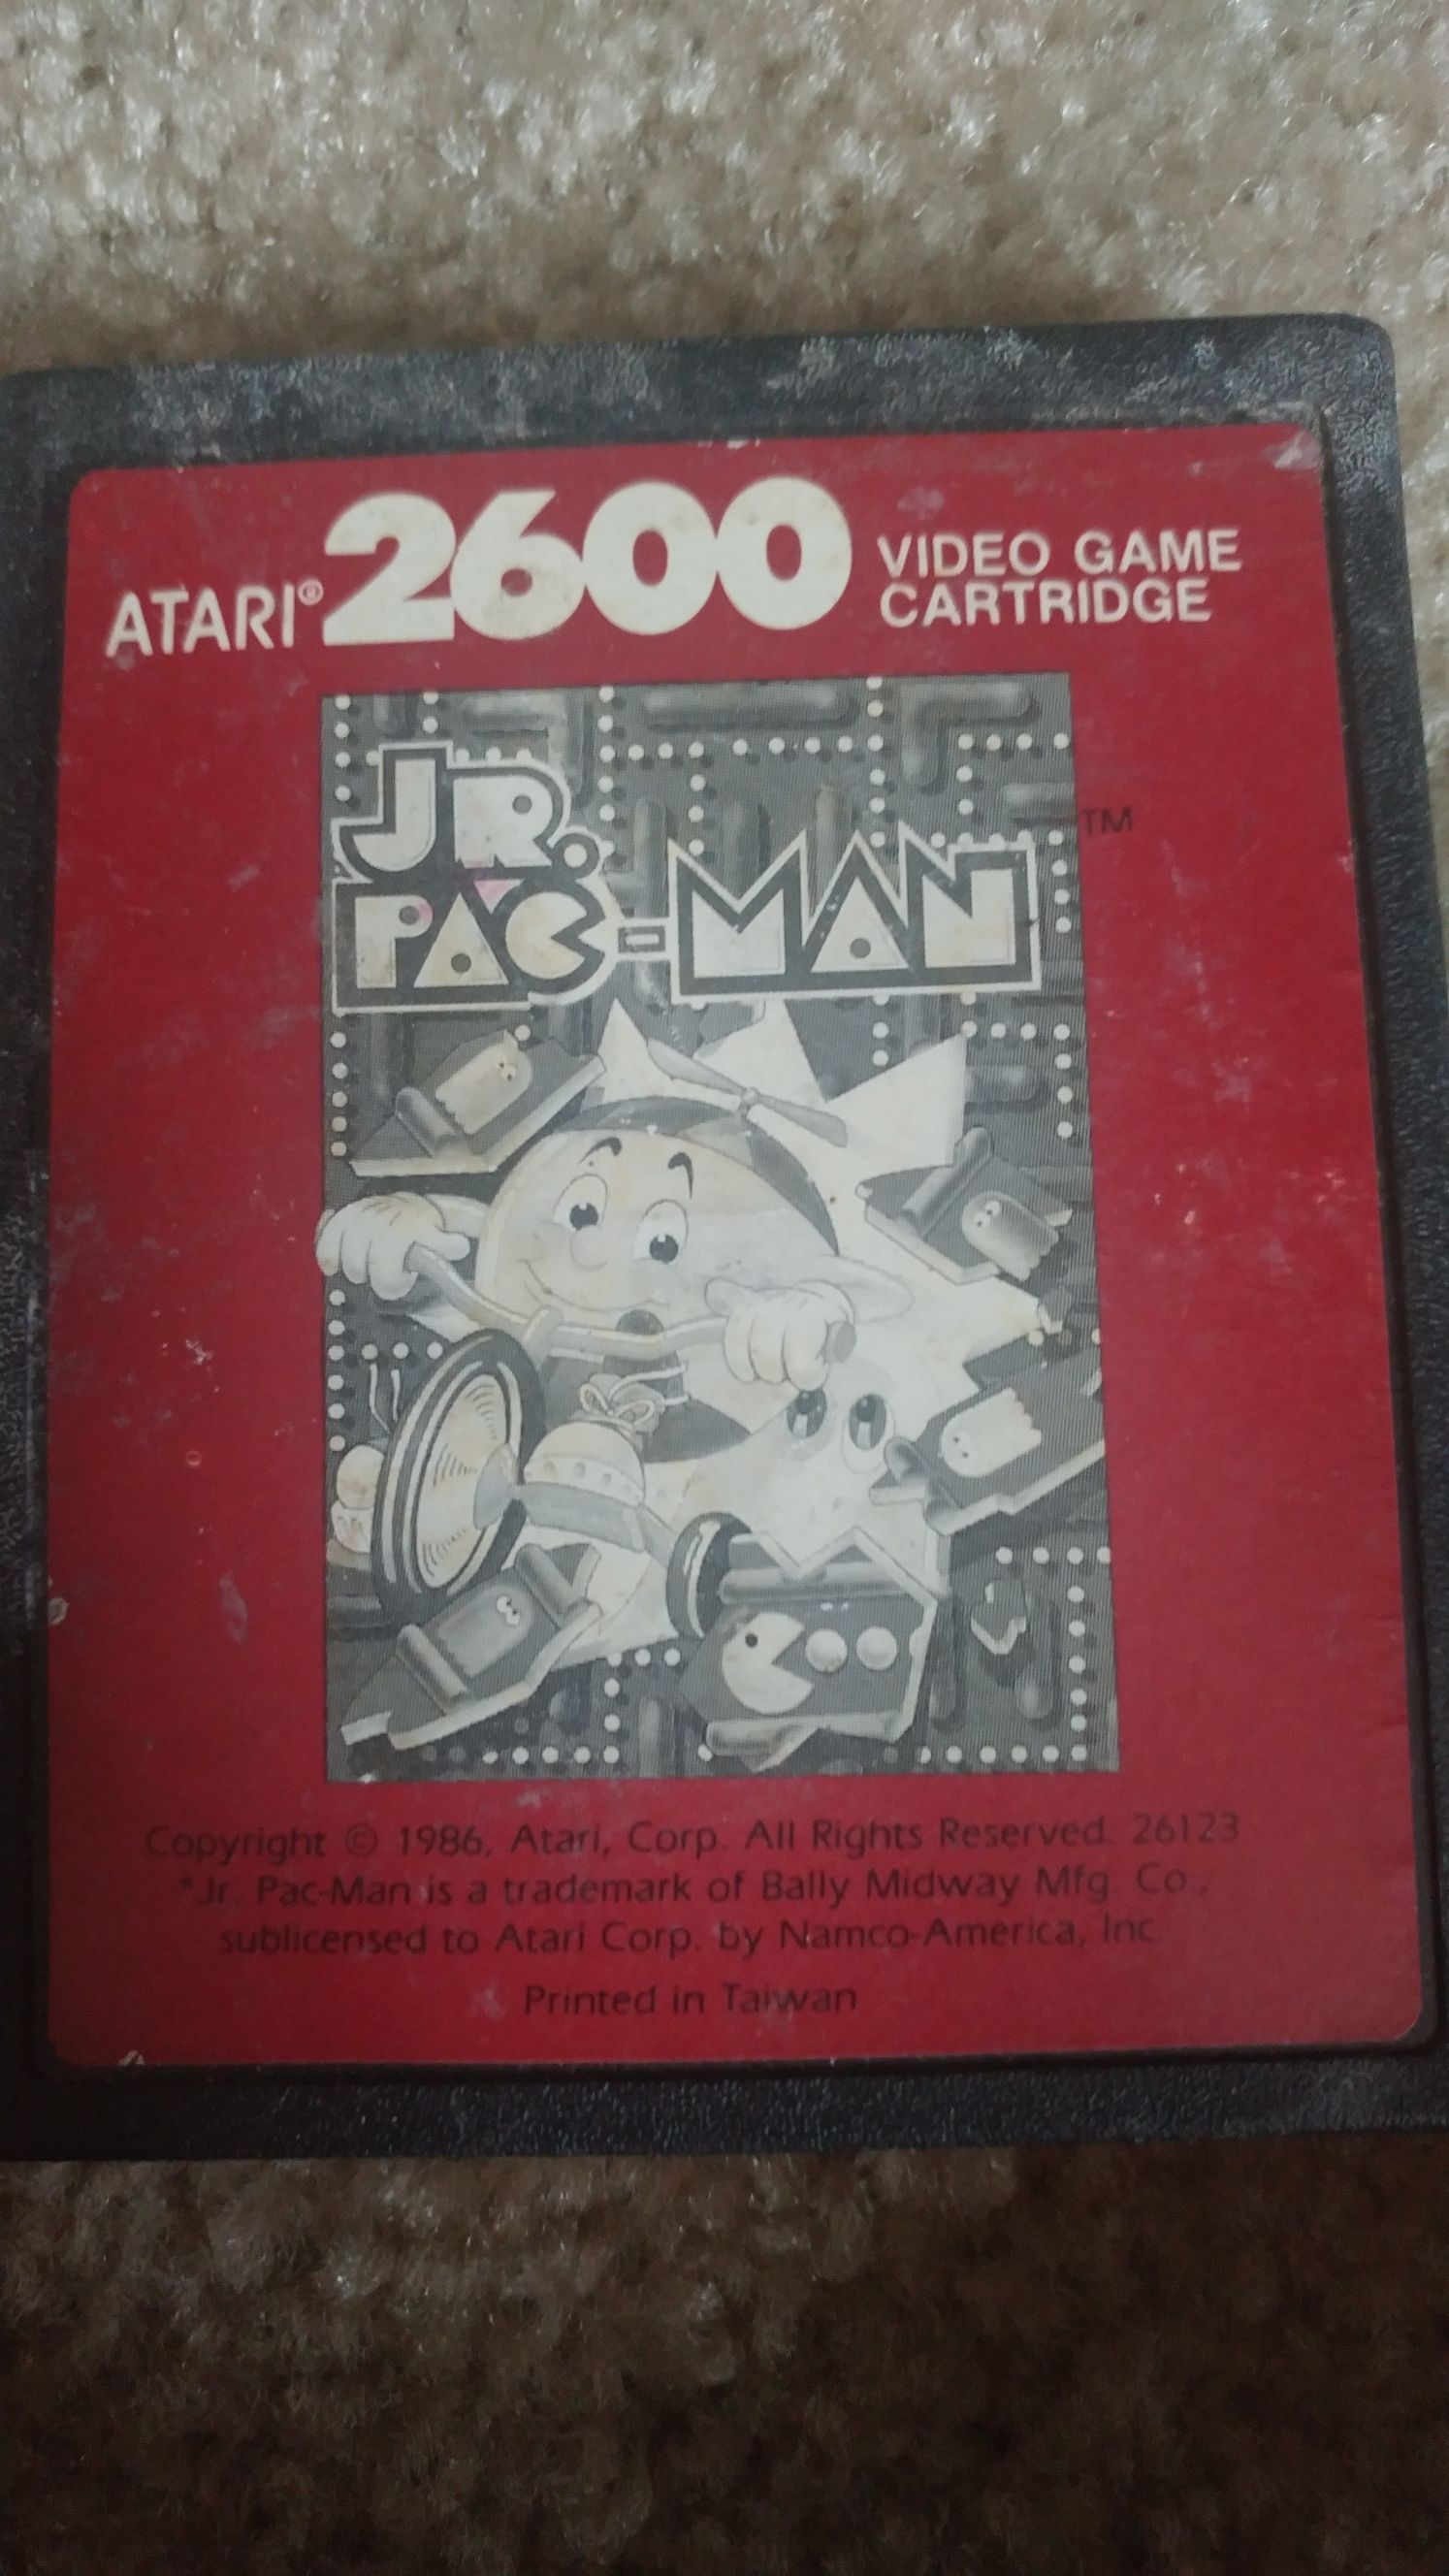 ATARI® 2600 VIDEO GAME
CARTRIDGE
JR.
PAC-MAN TM
Copyright © 1986, Atari, Corp. All Rights Reserved. 26123
*Jr. Pac-Man is a trademark of Bally Midway Mfg. Co.,
sublicensed to Atari Corp. by Namco-America, Inc.
Printed in Taiwan